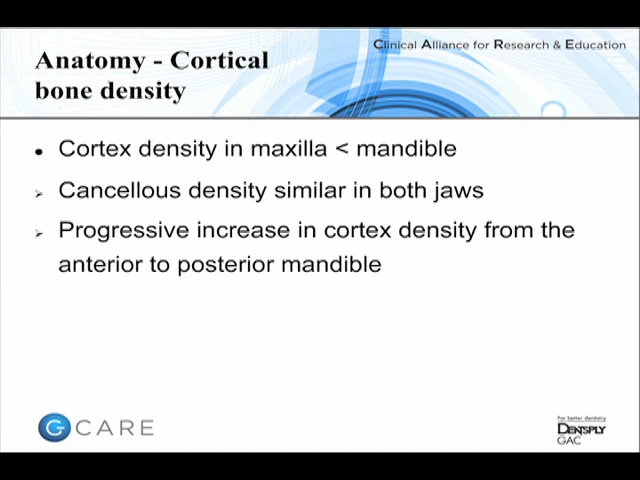 Clinical Alliance for Research & Education
Anatomy - Cortical
bone density
Cortex density in maxilla < mandible
Cancellous density similar in both jaws
Progressive increase in cortex density from the
anterior to posterior mandible
G CARE
For better dentistry
DENTSPLY
GAC